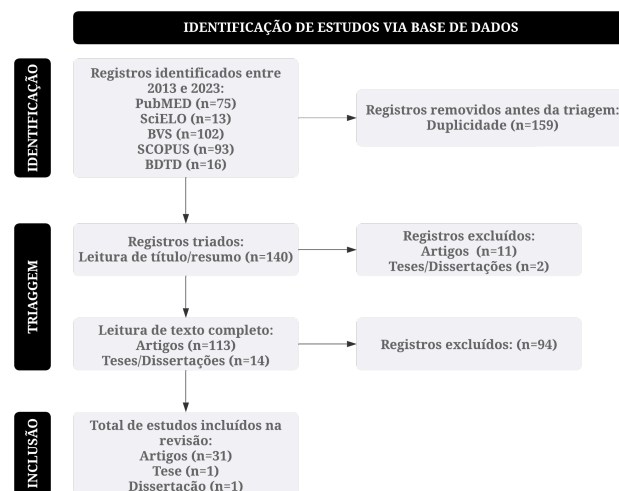 IDENTIFICAÇÃO DE ESTUDOS VIA BASE DE DADOS
IDENTIFICAÇÃO
Registros identificados entre
2013 e 2023:
PubMED (n=75)
SciELO (n=13)
BVS (n=102)
SCOPUS (n=93)
BDTD (n=16)
Registros removidos antes da triagem:
Duplicidade (n=159)
TRIAGGEM
Registros triados:
Leitura de título/resumo (n=140)
Registros excluídos:
Artigos (n=11)
Teses/Dissertações (n=2)
Leitura de texto completo:
Artigos (n=113)
Teses/Dissertações (n=14)
Registros excluídos: (n=94)
INCLUSÃO
Total de estudos incluídos na
revisão:
Artigos (n=31)
Tese (n=1)
Dissertação (n=1)